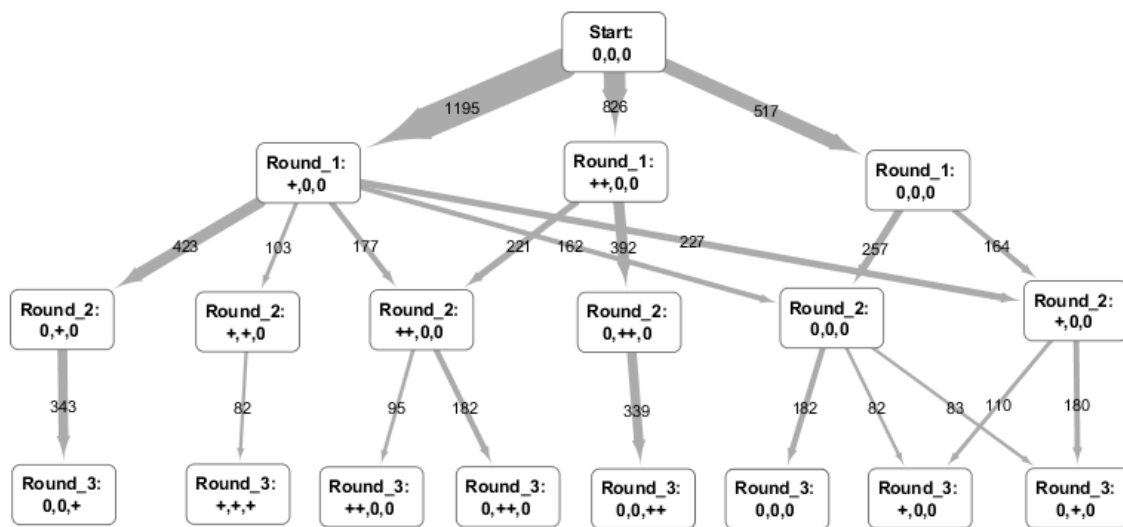 Start:
0,0,0
1195
826
517
Round_1:
+,0,0
Round_1:
++,0,0
Round_1:
0,0,0
423
103
177
221
162
392
227
257
164
Round_2:
0,+,0
Round_2:
+,+,0
Round_2:
++,0,0
Round_2:
0,++,0
Round_2:
0,0,0
Round_2:
+,0,0
343
82
95
182
339
182
82
83
110
180
Round_3:
0,0,+
Round_3:
+,+,+
Round_3:
++,0,0
Round_3:
0,++,0
Round_3:
0,0,++
Round_3:
0,0,0
Round_3:
+,0,0
Round_3:
0,+,0